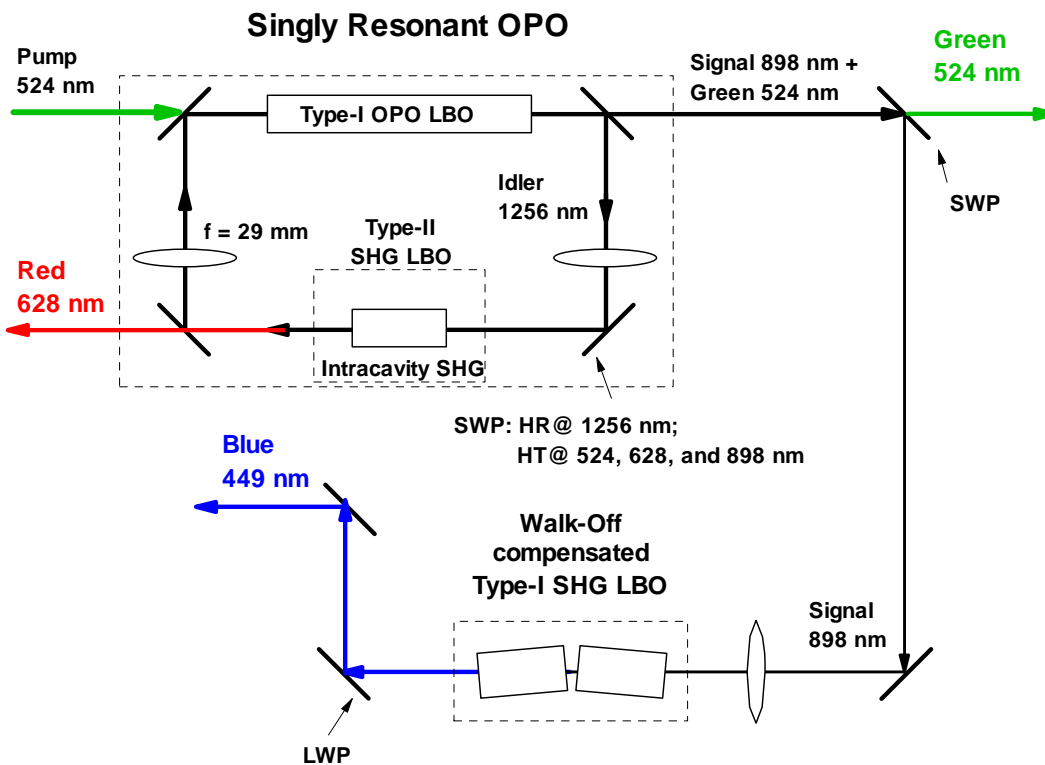 Singly Resonant OPO
Pump
524 nm
Type-I OPO LBO
Signal 898 nm +
Green 524 nm
Green
524 nm
SWP
Idler
1256 nm
f = 29 mm
Type-II
SHG LBO
Intracavity SHG
Red
628 nm
SWP: HR@ 1256 nm;
HT@ 524, 628, and 898 nm
Blue
449 nm
Walk-Off
compensated
Type-I SHG LBO
Signal
898 nm
LWP